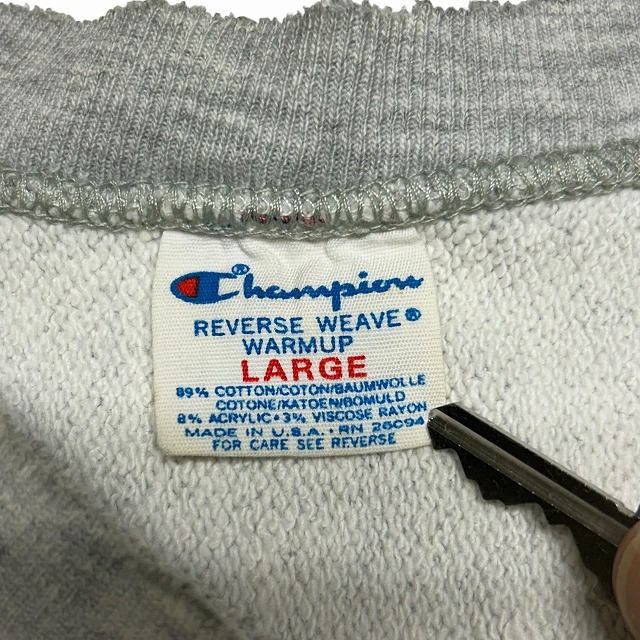 Champion®
REVERSE WEAVE®
WARMUP
LARGE
89% COTTON/COTON/BAUMWOLLE
COTONE/KATOEN/BOMULD
8% ACRYLIC•3% VISCOSE RAYON
MADE IN U.S.A.•RN 26094
FOR CARE SEE REVERSE